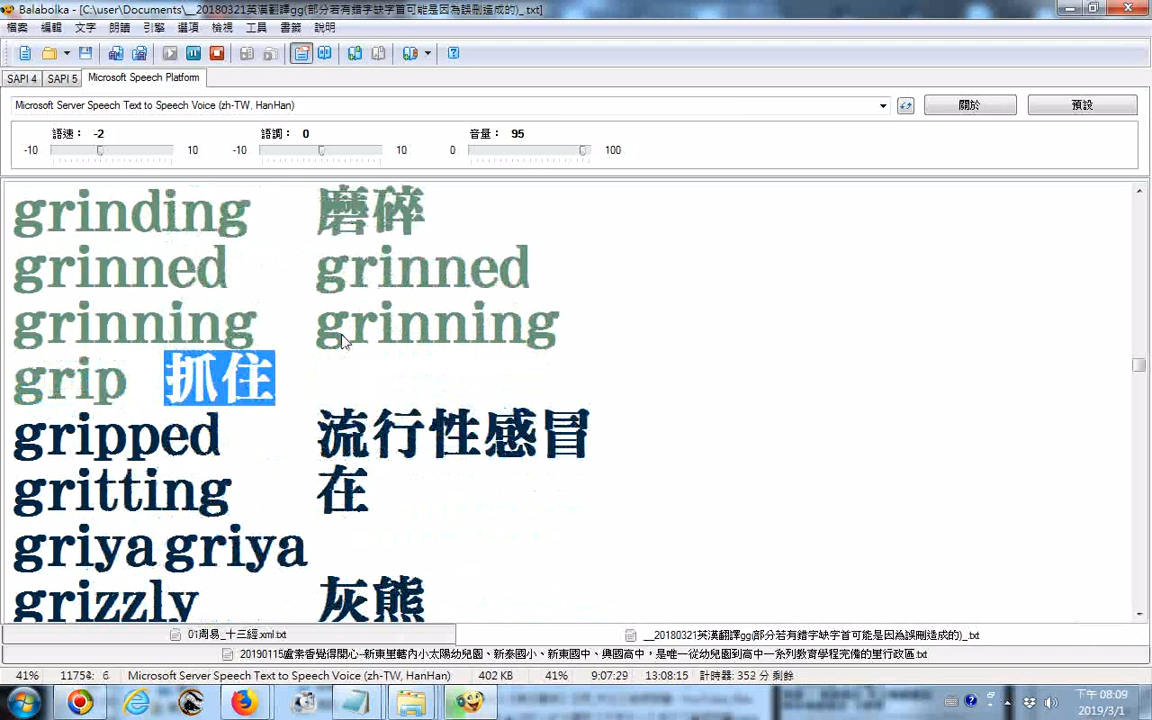 Balabolka - [C:\user\Documents\__20180321英漢翻譯gg(部分若有錯字缺字首可能是因為誤刪造成的)_.txt]
檔案 編輯 文字 朗讀 引擎 選項 檢視 工具 書籤 說明
SAPI 4 SAPI 5 Microsoft Speech Platform
Microsoft Server Speech Text to Speech Voice (zh-TW, HanHan) 關於 預設
語速： -2 語調： 0 音量： 95
-10 10 -10 10 0 100
grinding 磨碎
grinned grinned
grinning grinning
grip 抓住
gripped 流行性感冒
gritting 在
griya griya
grizzly 灰熊
01周易_十三經.xml.txt __20180321英漢翻譯gg(部分若有錯字缺字首可能是因為誤刪造成的)_.txt
20190115盧素香覺得開心-新東里轄內小太陽幼兒園、新泰國小、新東國中、興國高中，是唯一從幼兒園到高中一系列教育學程完備的里行政區.txt
41% 11754: 6 Microsoft Server Speech Text to Speech Voice (zh-TW, HanHan) 402 KB 41% 9:07:29 13:08:15 計時器: 352 分 剩餘
下午 08:09
2019/3/1